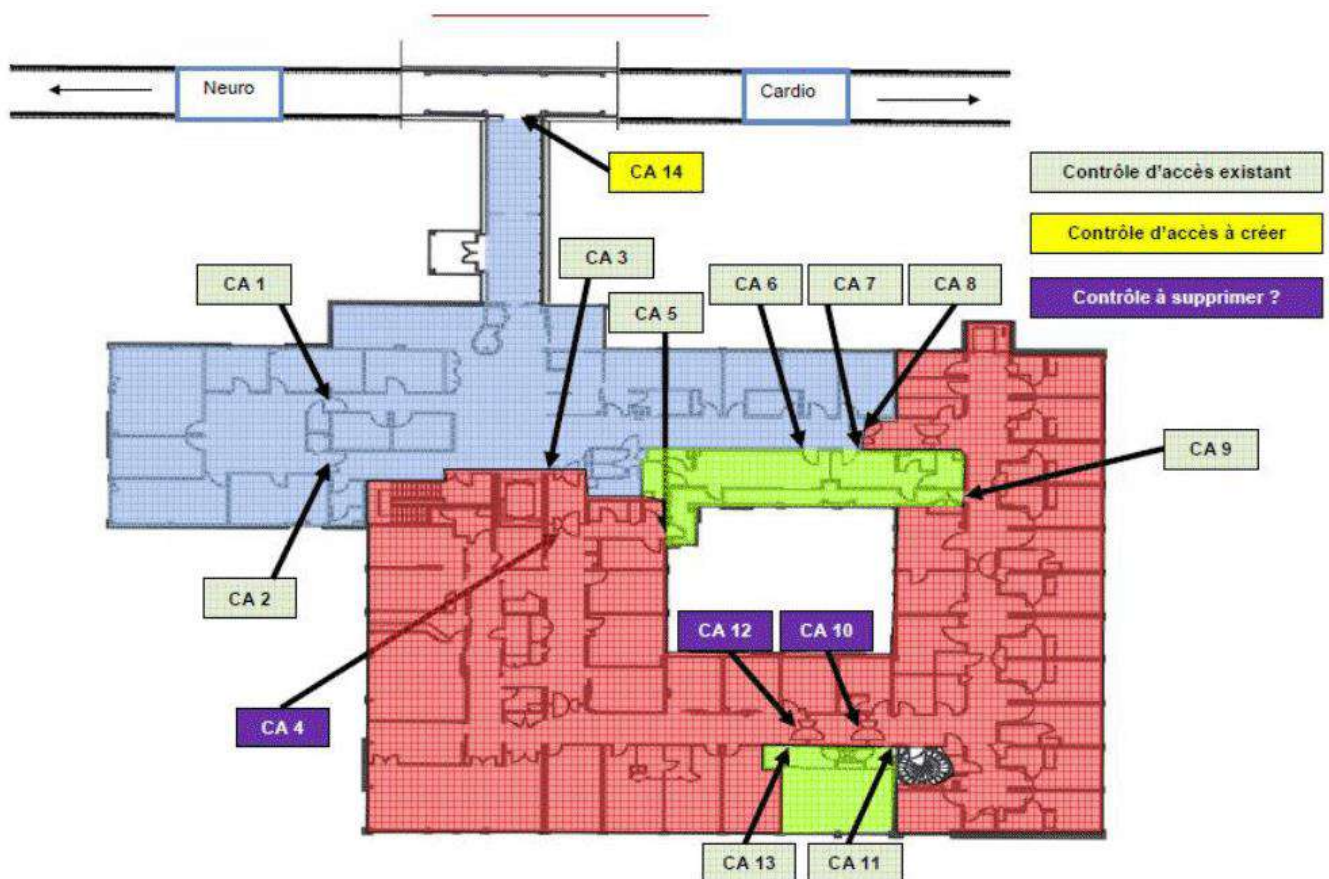 Neuro
Cardio
CA 14
Contrôle d'accès existant
Contrôle d'accès à créer
Contrôle à supprimer ?
CA 3
CA 1
CA 6
CA 7
CA 8
CA 5
CA 9
CA 2
CA 12
CA 10
CA 4
CA 13
CA 11